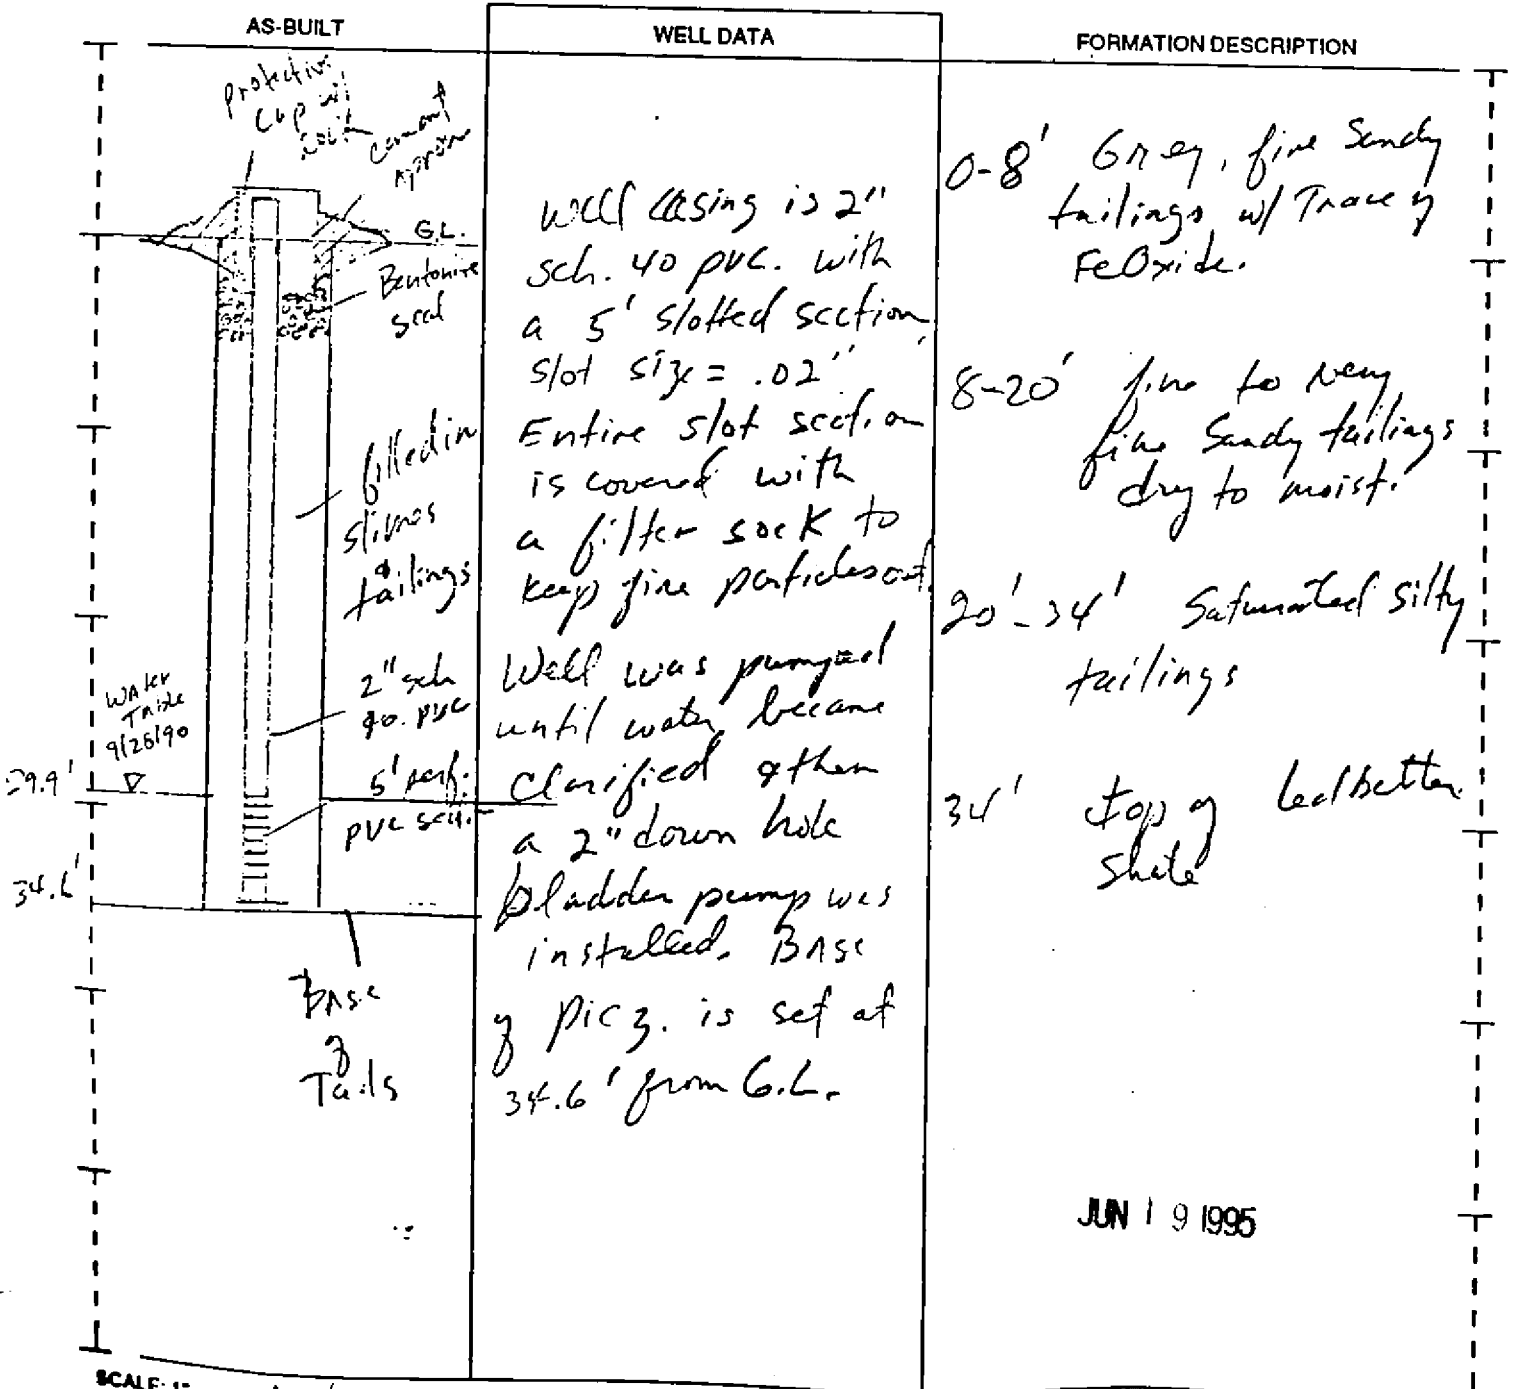 AS-BUILT
protective
cap w/
lock
cement
apron
G.L.
Bentonite
seal
filled in
slimes
&
tailings
2" sch
40. PVC
Water
Table
9/26/90
29.9'
5' perf.
PVC sch.
34.6'
Base
of
Tails
SCALE: 1"
WELL DATA
Well casing is 2"
sch. 40 pvc. with
a 5' slotted section,
slot size = .02"
Entire slot section
is covered with
a filter sock to
keep fine particles out.
Well was pumped
until water became
clarified & then
a 2" down hole
bladder pump was
installed. Base
of Piez. is set at
34.6' from G.L.
FORMATION DESCRIPTION
0-8' Grey, fine Sandy
tailings w/ Trace of
FeOxide.
8-20' fine to very
fine Sandy tailings
dry to moist.
20'-34' Saturated Silty
tailings
34' top of Ledbetter
Shale
JUN 19 1995